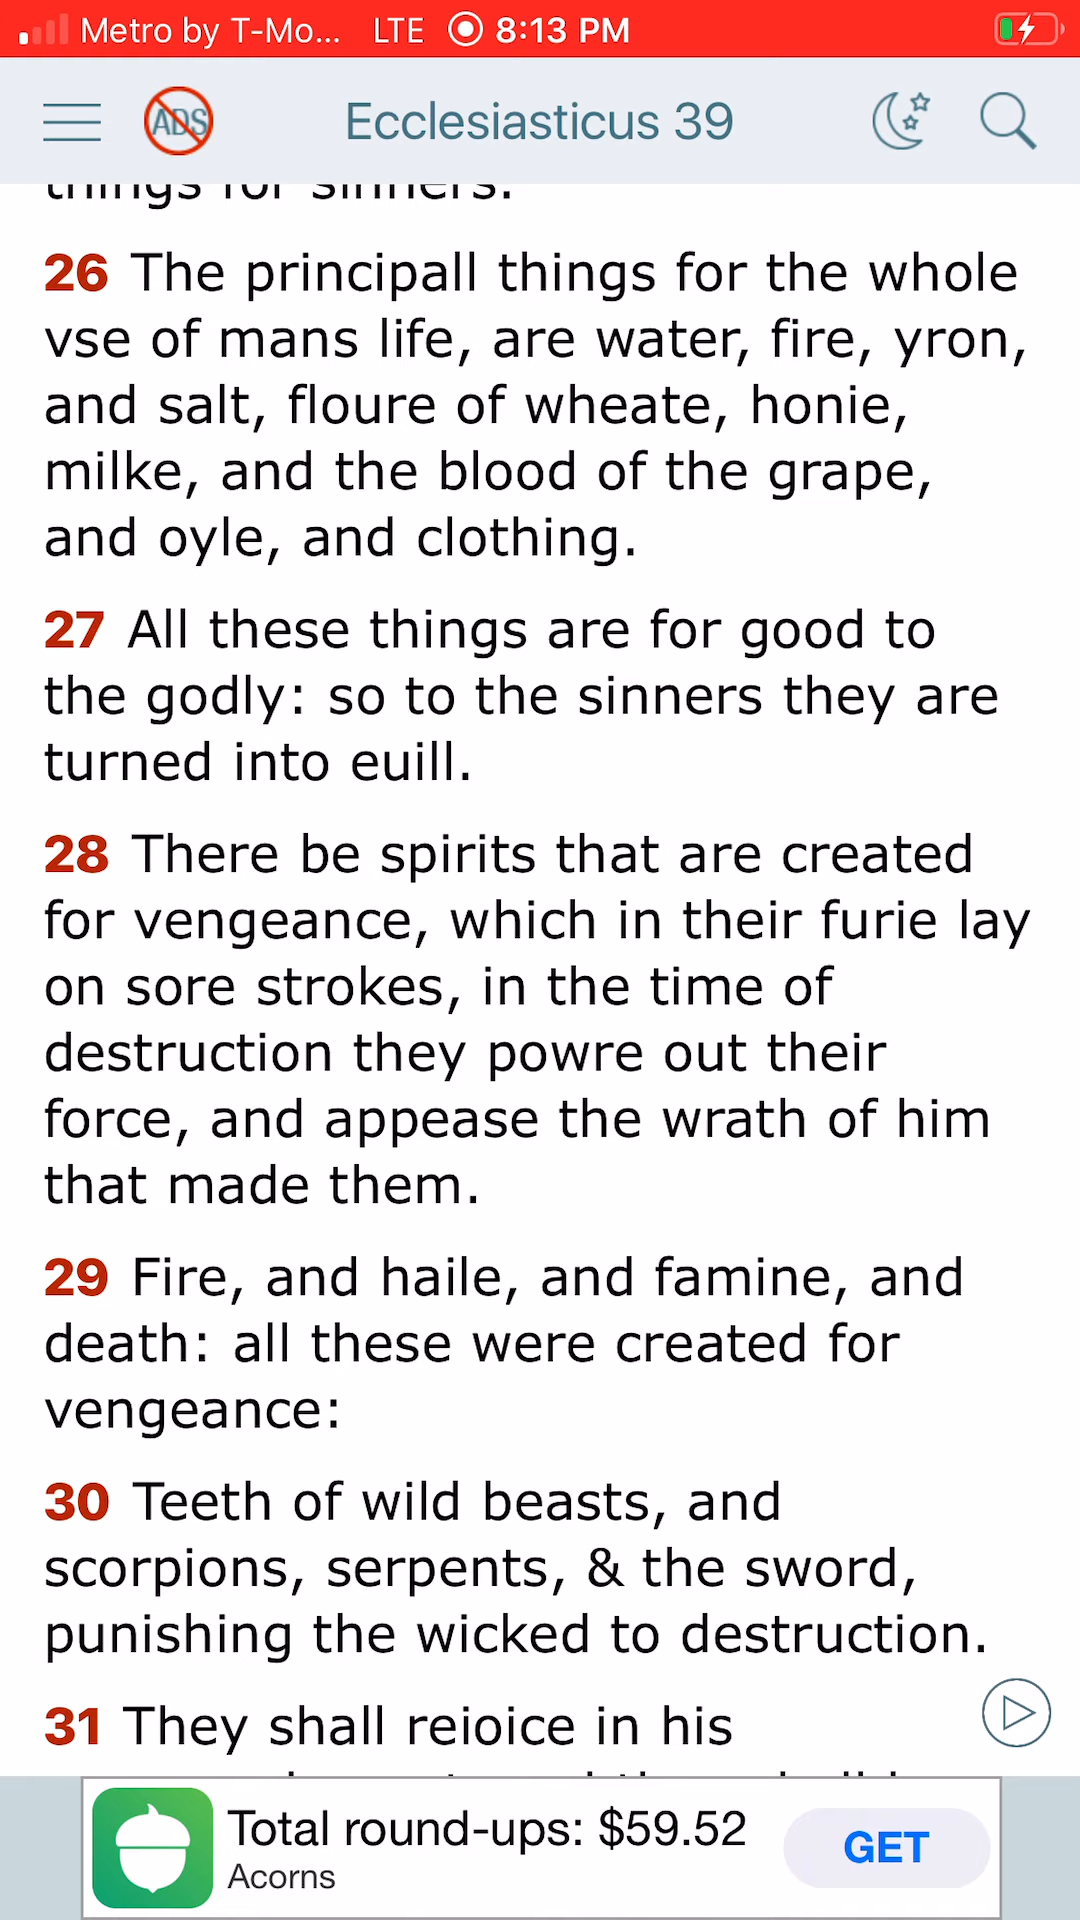 Metro by T-Mo... LTE 8:13 PM
ADS Ecclesiasticus 39
things for sinners.
26 The principall things for the whole
vse of mans life, are water, fire, yron,
and salt, floure of wheate, honie,
milke, and the blood of the grape,
and oyle, and clothing.
27 All these things are for good to
the godly: so to the sinners they are
turned into euill.
28 There be spirits that are created
for vengeance, which in their furie lay
on sore strokes, in the time of
destruction they powre out their
force, and appease the wrath of him
that made them.
29 Fire, and haile, and famine, and
death: all these were created for
vengeance:
30 Teeth of wild beasts, and
scorpions, serpents, & the sword,
punishing the wicked to destruction.
31 They shall reioice in his
Total round-ups: $59.52
Acorns
GET